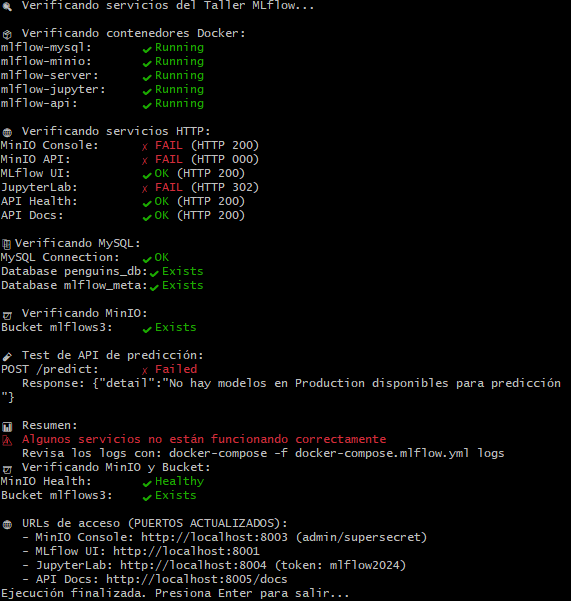 Verificando servicios del Taller MLflow...
Verificando contenedores Docker:
mlflow-mysql: ✓ Running
mlflow-minio: ✓ Running
mlflow-server: ✓ Running
mlflow-jupyter: ✓ Running
mlflow-api: ✓ Running
Verificando servicios HTTP:
MinIO Console: ✗ FAIL (HTTP 200)
MinIO API: ✗ FAIL (HTTP 000)
MLflow UI: ✓ OK (HTTP 200)
JupyterLab: ✗ FAIL (HTTP 302)
API Health: ✓ OK (HTTP 200)
API Docs: ✓ OK (HTTP 200)
Verificando MySQL:
MySQL Connection: ✓ OK
Database penguins_db: ✓ Exists
Database mlflow_meta: ✓ Exists
Verificando MinIO:
Bucket mlflows3: ✓ Exists
Test de API de predicción:
POST /predict: ✗ Failed
Response: {"detail":"No hay modelos en Production disponibles para predicción
"}
Resumen:
Algunos servicios no están funcionando correctamente
Revisa los logs con: docker-compose -f docker-compose.mlflow.yml logs
Verificando MinIO y Bucket:
MinIO Health: ✓ Healthy
Bucket mlflows3: ✓ Exists
URLs de acceso (PUERTOS ACTUALIZADOS):
- MinIO Console: http://localhost:8003 (admin/supersecret)
- MLflow UI: http://localhost:8001
- JupyterLab: http://localhost:8004 (token: mlflow2024)
- API Docs: http://localhost:8005/docs
Ejecución finalizada. Presiona Enter para salir...